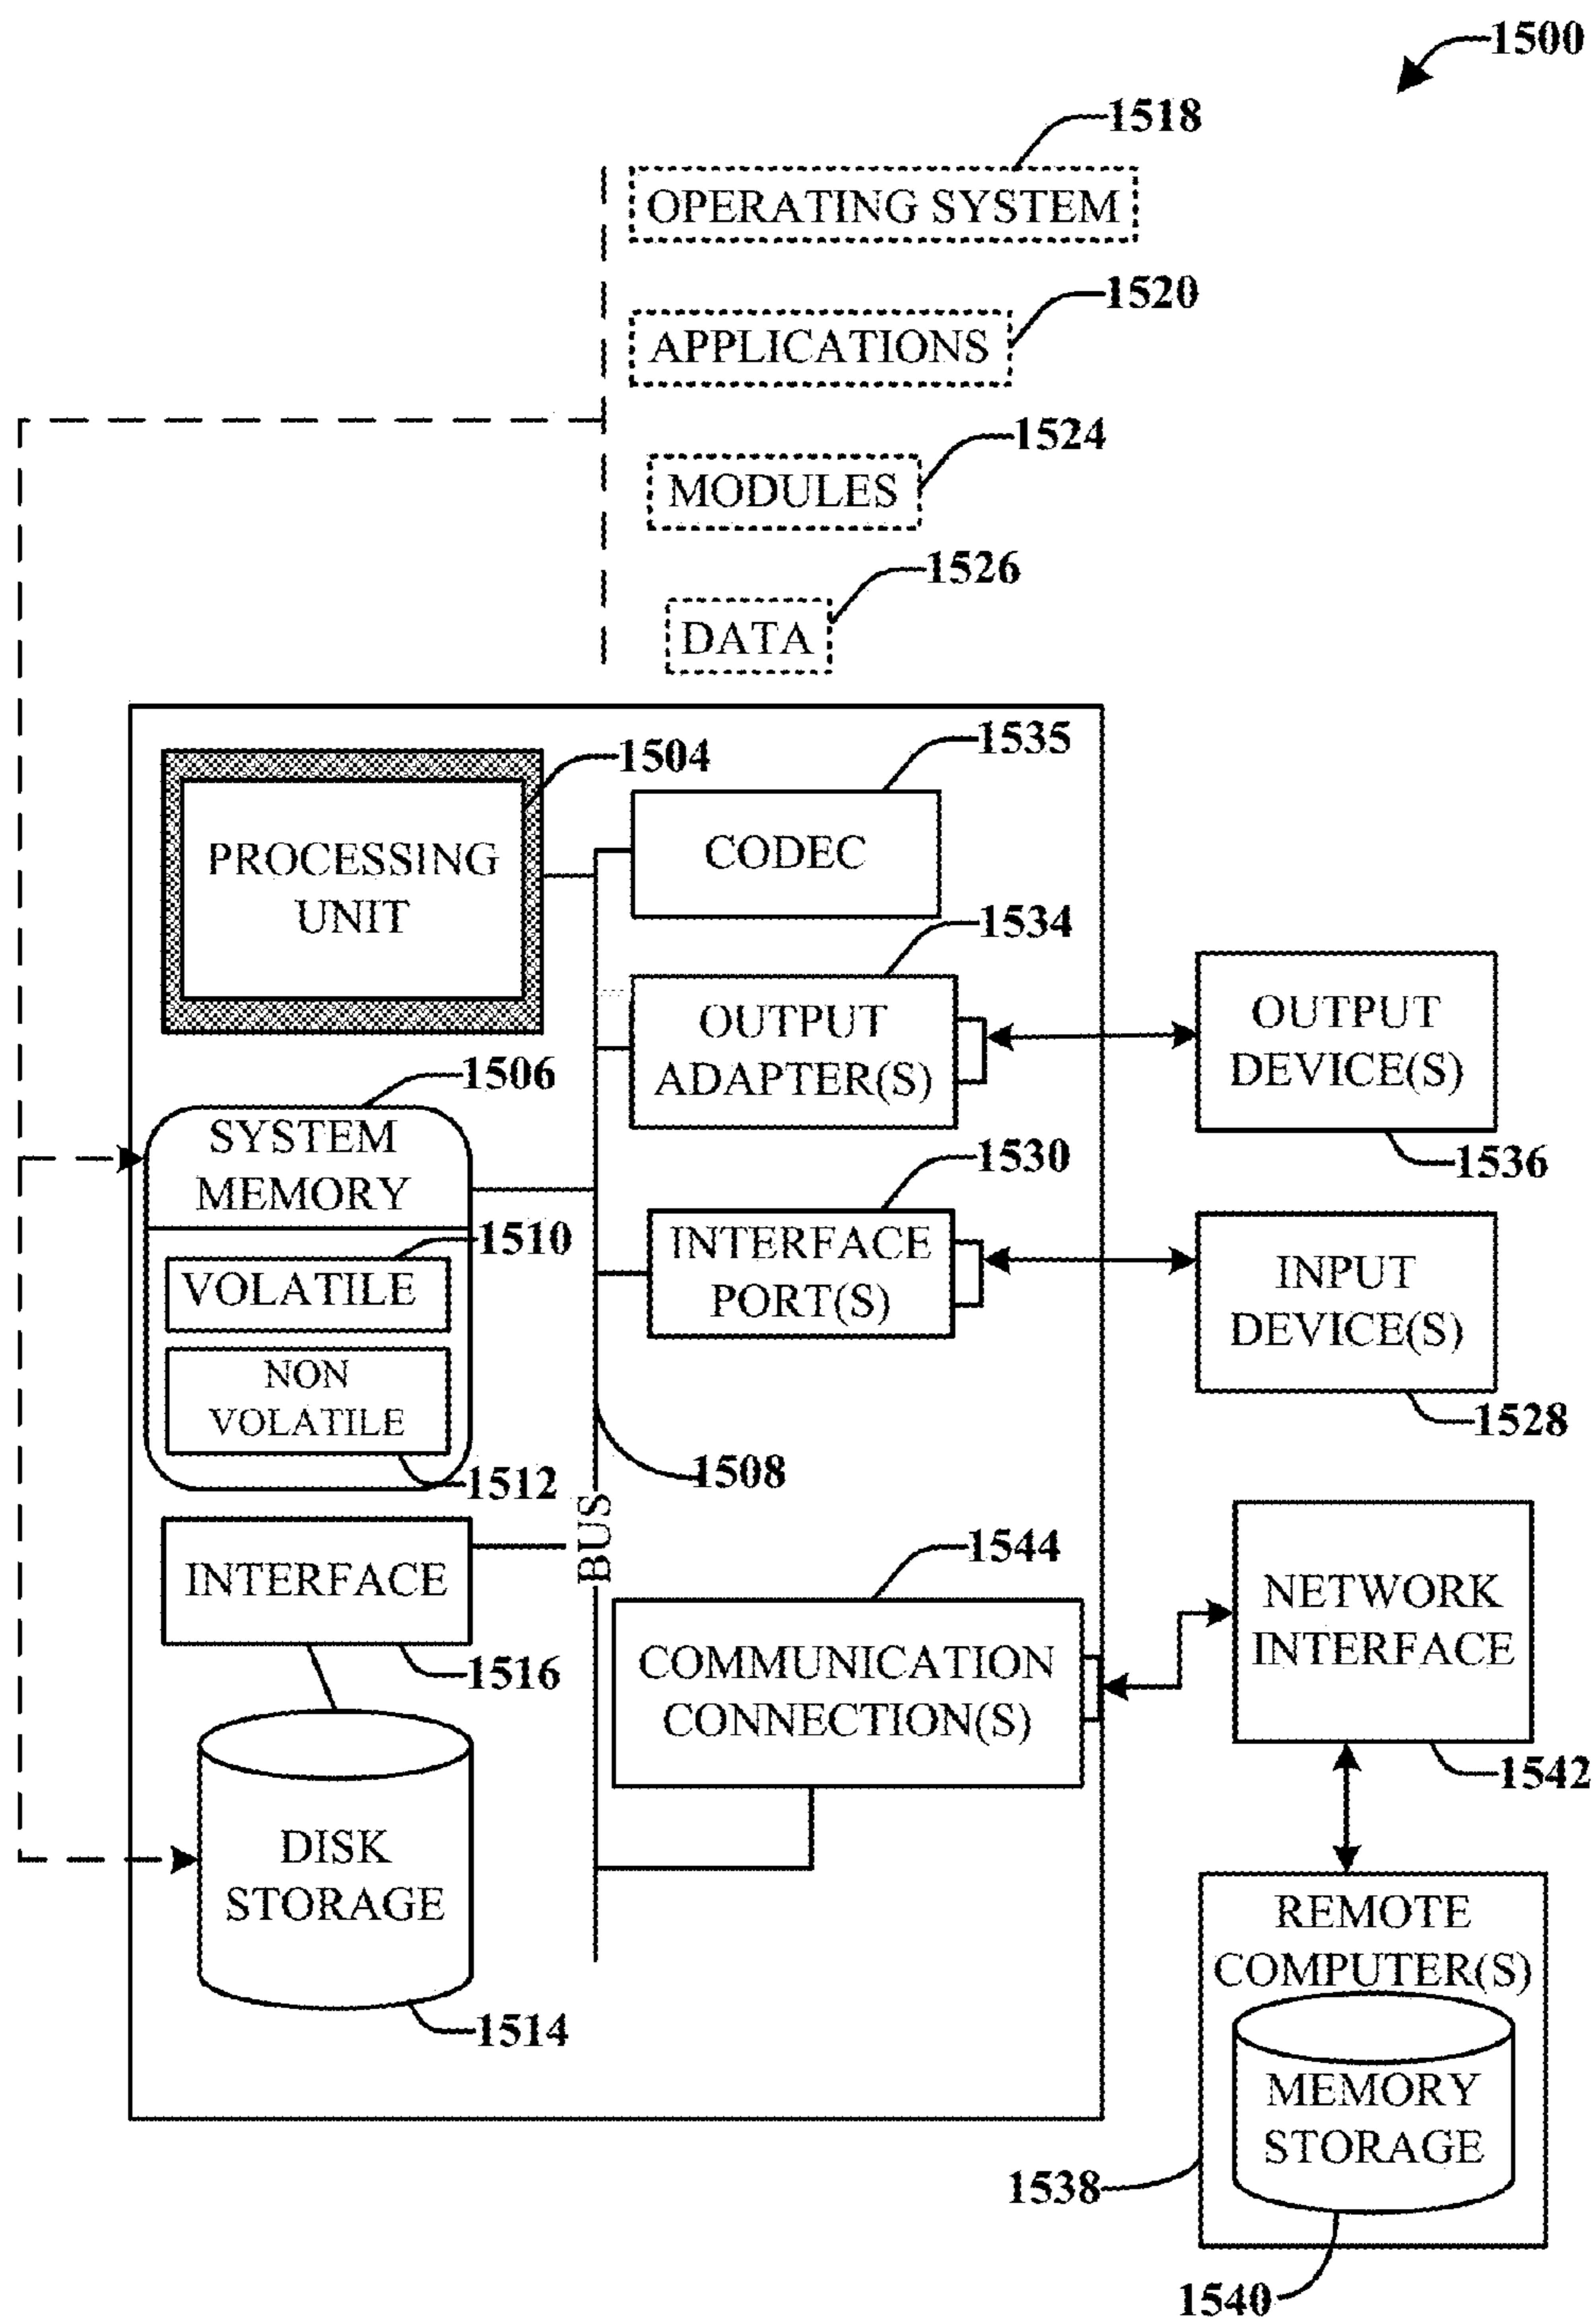 1500
1518
OPERATING SYSTEM
1520
APPLICATIONS
1524
MODULES
1526
DATA
1504
PROCESSING
UNIT
1535
CODEC
1534
OUTPUT
ADAPTER(S)
OUTPUT
DEVICE(S)
1536
1506
SYSTEM
MEMORY
1510
VOLATILE
NON
VOLATILE
1512
1530
INTERFACE
PORT(S)
INPUT
DEVICE(S)
1528
1508
BUS
INTERFACE
1516
1544
COMMUNICATION
CONNECTION(S)
NETWORK
INTERFACE
1542
DISK
STORAGE
1514
REMOTE
COMPUTER(S)
MEMORY
STORAGE
1538
1540